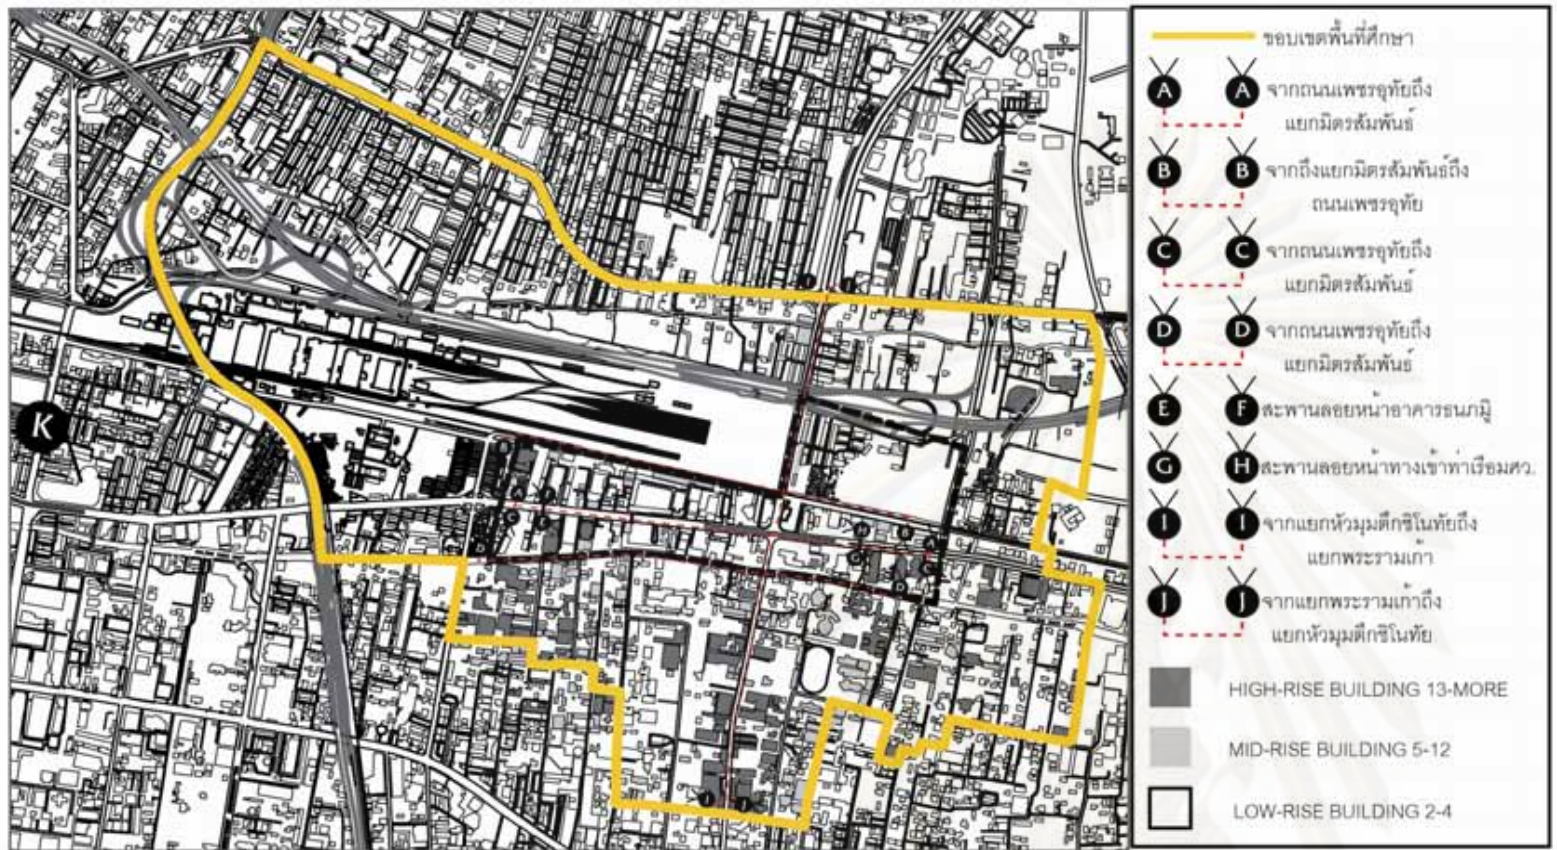 K
ขอบเขตพื้นที่ศึกษา
A A จากถนนเพชรอุทัยถึง
แยกมิตรสัมพันธ์
B B จากถึงแยกมิตรสัมพันธ์ถึง
ถนนเพชรอุทัย
C C จากถนนเพชรอุทัยถึง
แยกมิตรสัมพันธ์
D D จากถนนเพชรอุทัยถึง
แยกมิตรสัมพันธ์
E F สะพานลอยหน้าอาคารธนภูมิ
G H สะพานลอยหน้าทางเข้าท่าเรือมศว.
I I จากแยกหัวมุมตึกซิโนทัยถึง
แยกพระรามเก้า
J J จากแยกพระรามเก้าถึง
แยกหัวมุมตึกซิโนทัย
HIGH-RISE BUILDING 13-MORE
MID-RISE BUILDING 5-12
LOW-RISE BUILDING 2-4